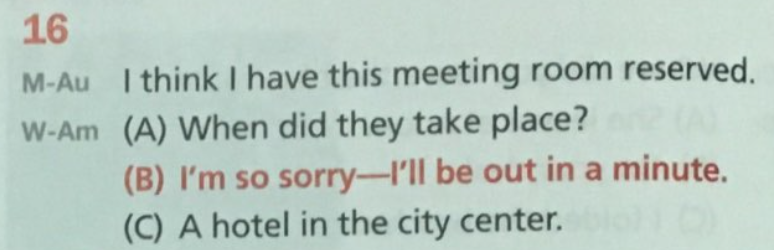 16
M-Au I think I have this meeting room reserved.
W-Am (A) When did they take place?
(B) I'm so sorry—I'll be out in a minute.
(C) A hotel in the city center.